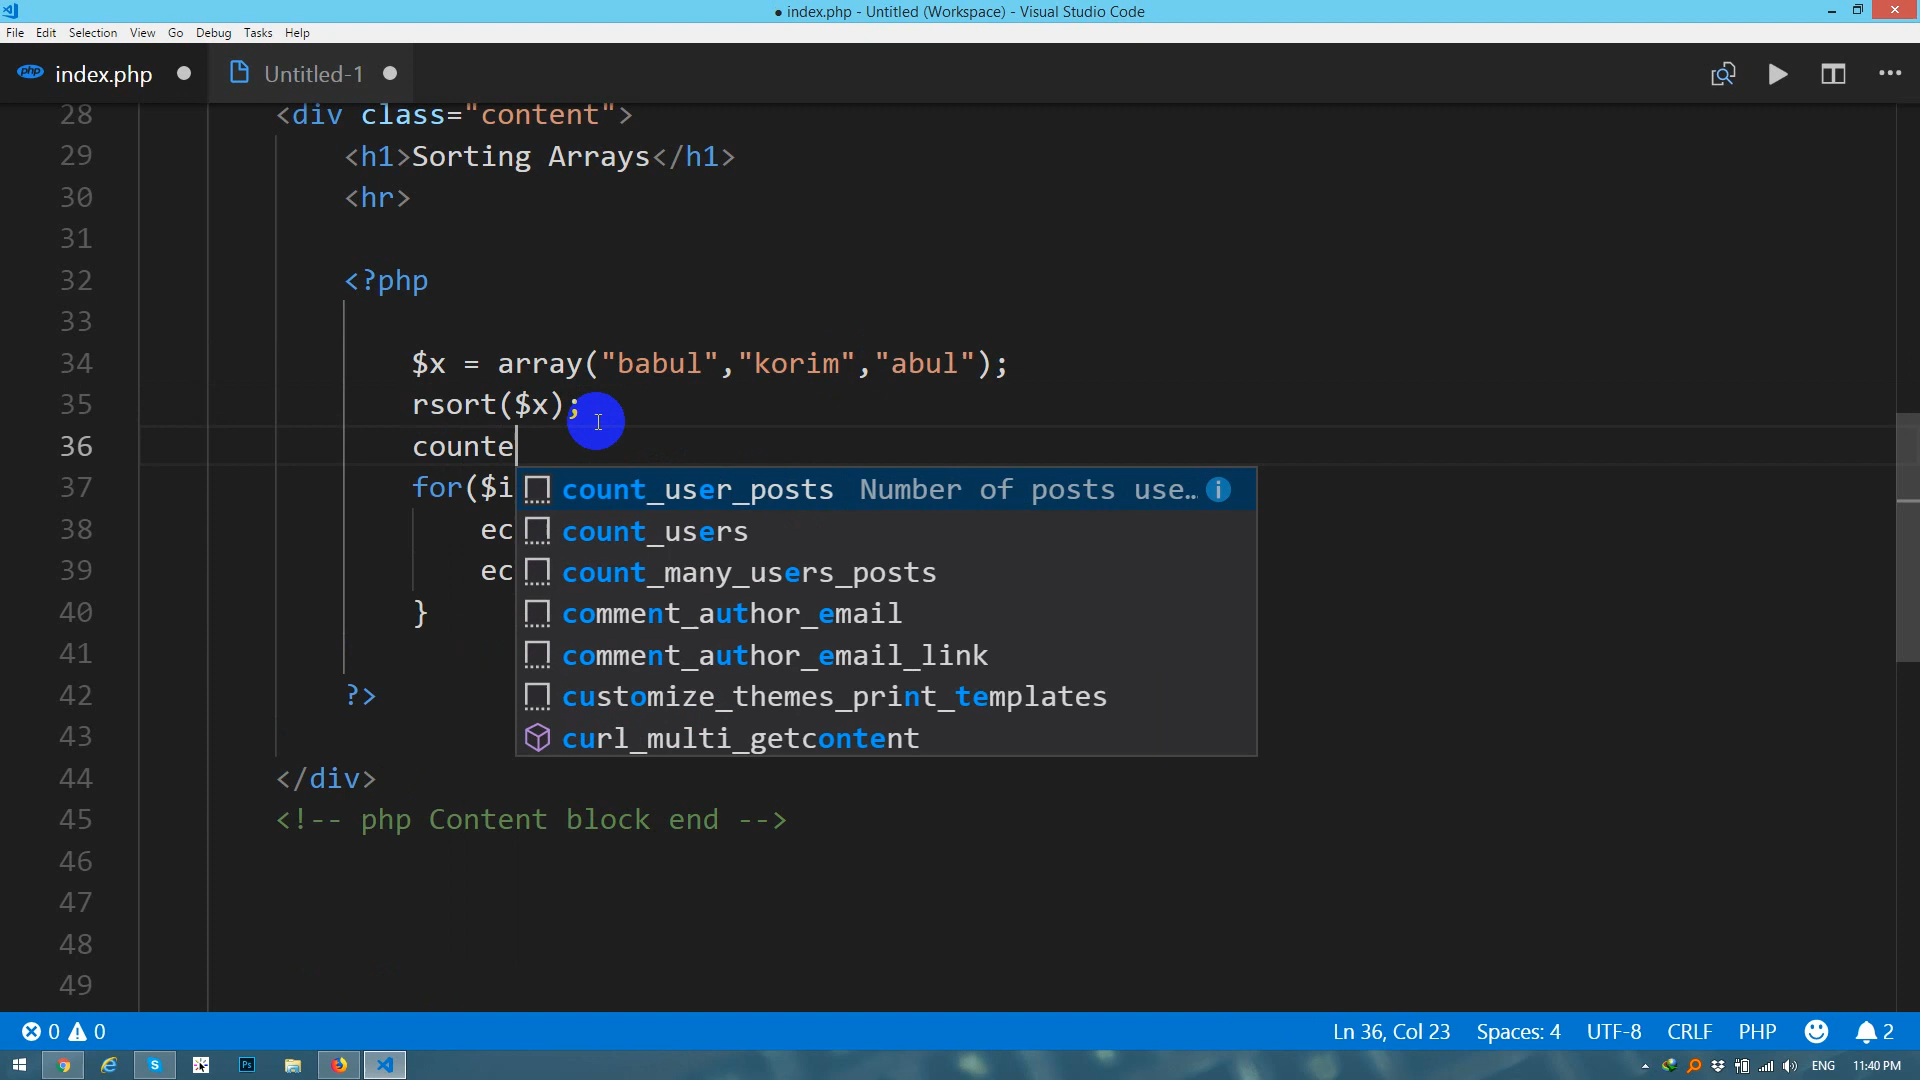 ● index.php - Untitled (Workspace) - Visual Studio Code
File Edit Selection View Go Debug Tasks Help
php index.php ● Untitled-1 ●
28 <div class="content">
29 <h1>Sorting Arrays</h1>
30 <hr>
31
32 <?php
33
34 $x = array("babul","korim","abul");
35 rsort($x);
36 counte
37 for($i
count_user_posts Number of posts use…
38 ec
count_users
39 ec
count_many_users_posts
40 }
comment_author_email
41
comment_author_email_link
42 ?>
customize_themes_print_templates
43
curl_multi_getcontent
44 </div>
45 <!-- php Content block end -->
46
47
48
49
0 0 Ln 36, Col 23 Spaces: 4 UTF-8 CRLF PHP 2
Ps ENG 11:40 PM